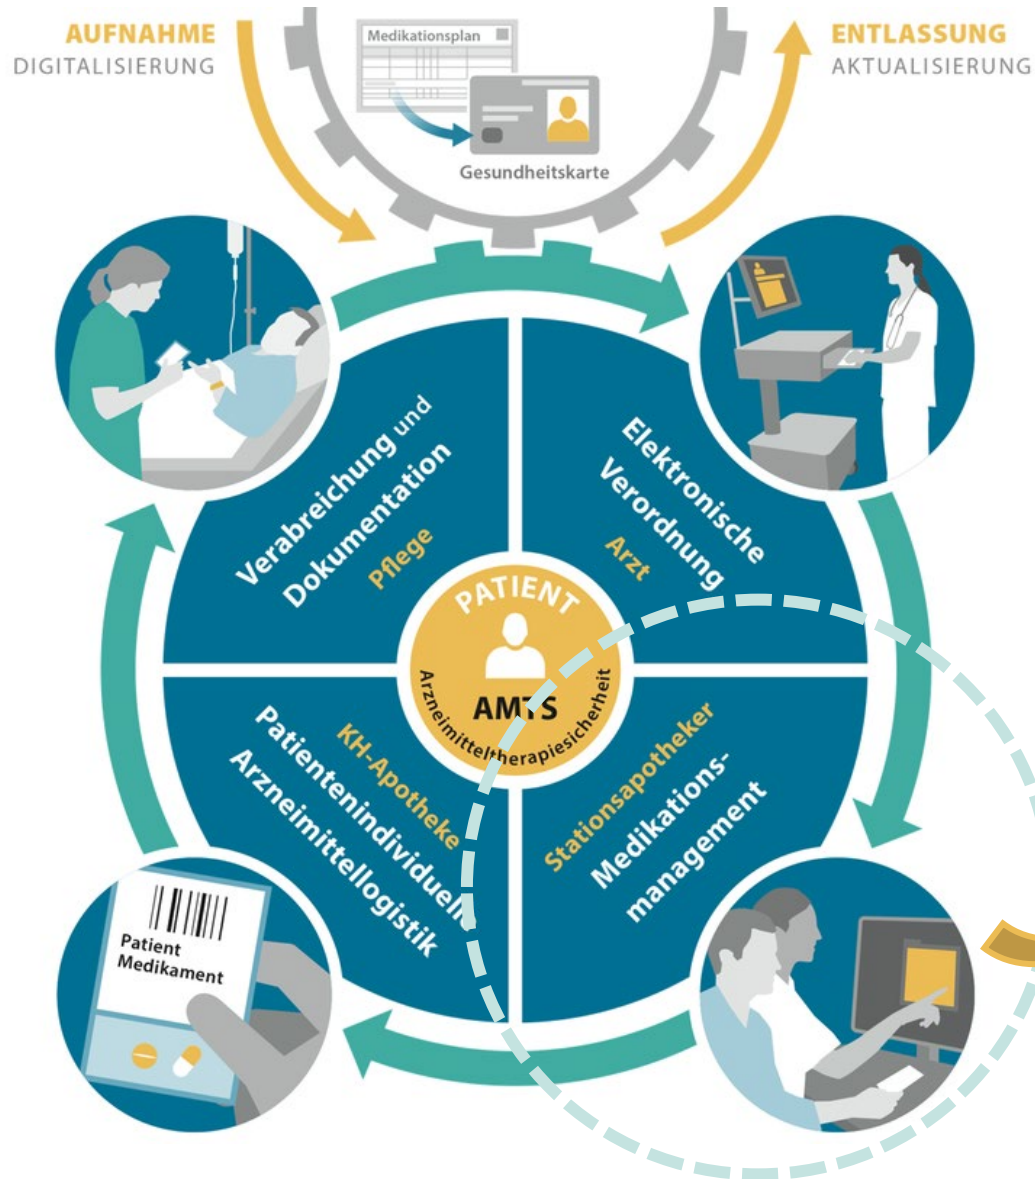 AUFNAHME
DIGITALISIERUNG
Medikationsplan
Gesundheitskarte
ENTLASSUNG
AKTUALISIERUNG
Verabreichung und
Dokumentation
Pflege
Elektronische
Verordnung
Arzt
PATIENT
AMTS
Arzneimitteltherapiesicherheit
KH-Apotheke
Patientenindividuelle
Arzneimittellogistik
Stationsapotheker
Medikations-
management
Patient
Medikament